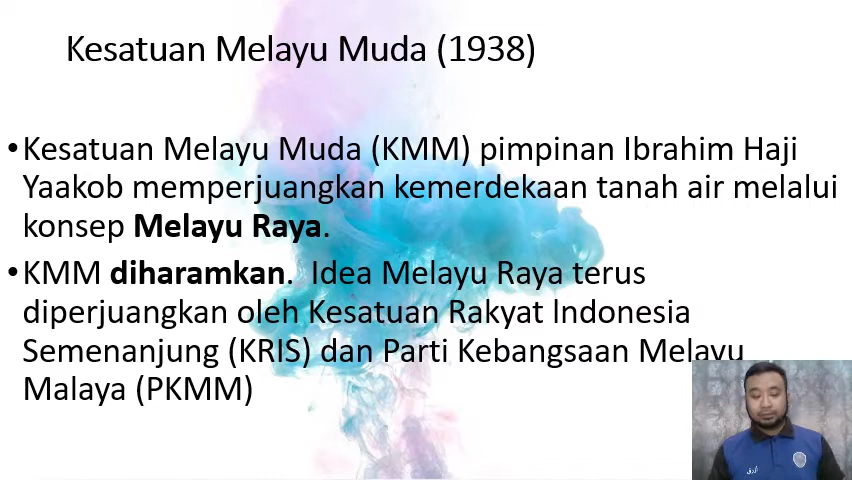 Kesatuan Melayu Muda (1938)
•Kesatuan Melayu Muda (KMM) pimpinan Ibrahim Haji
Yaakob memperjuangkan kemerdekaan tanah air melalui
konsep Melayu Raya.
•KMM diharamkan.  Idea Melayu Raya terus
diperjuangkan oleh Kesatuan Rakyat Indonesia
Semenanjung (KRIS) dan Parti Kebangsaan Melayu
Malaya (PKMM)